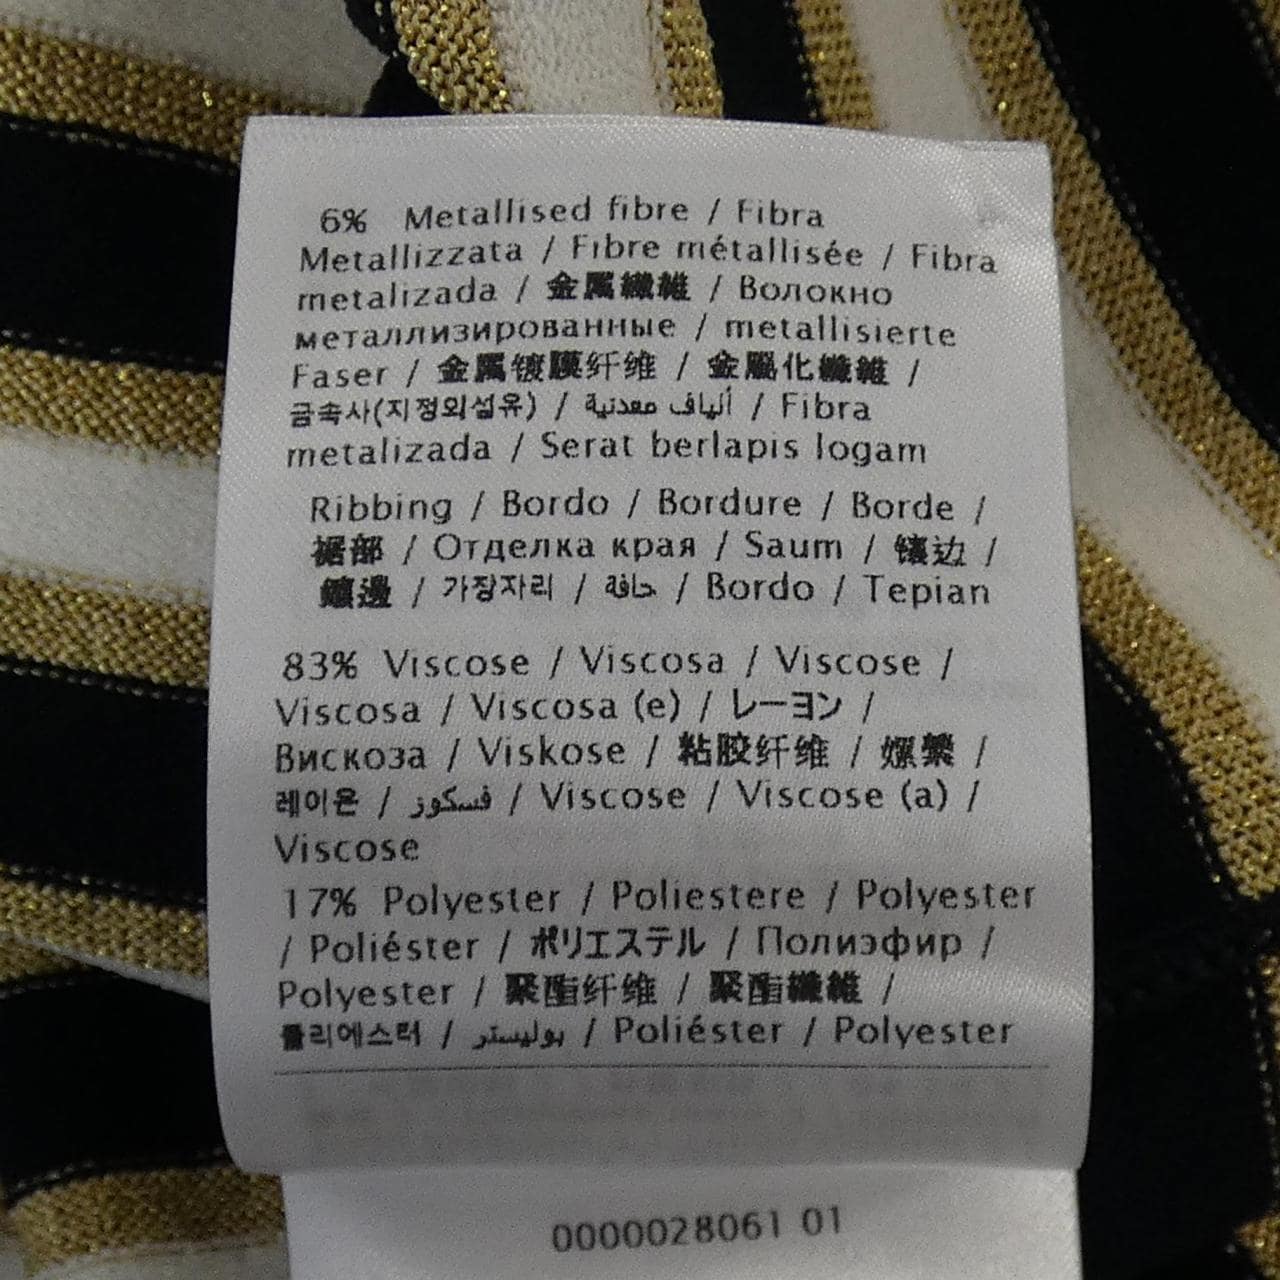 6% Metallised fibre / Fibra
Metallizzata / Fibre métallisée / Fibra
metalizada / 金属繊維 / Волокно
металлизированные / metallisierte
Faser / 金属镀膜纤维 / 金屬化纖維 /
금속사(지정외섬유) / ألياف معدنية / Fibra
metalizada / Serat berlapis logam
Ribbing / Bordo / Bordure / Borde /
裾部 / Отделка края / Saum / 镶边 /
鑲邊 / 가장자리 / حافة / Bordo / Tepian
83% Viscose / Viscosa / Viscose /
Viscosa / Viscosa (e) / レーヨン /
Вискоза / Viskose / 粘胶纤维 / 嫘縈 /
레이온 / فسكوز / Viscose / Viscose (a) /
Viscose
17% Polyester / Poliestere / Polyester
/ Poliéster / ポリエステル / Полиэфир /
Polyester / 聚酯纤维 / 聚酯纖維 /
폴리에스터 / بوليستر / Poliéster / Polyester
0000028061 01